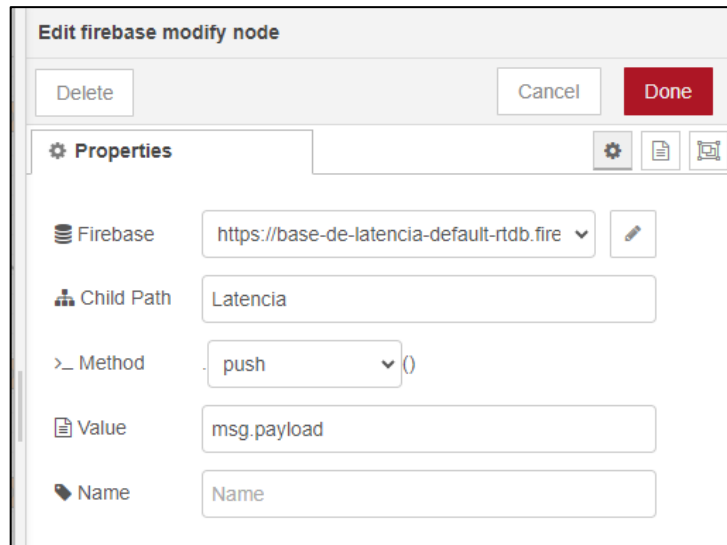 Edit firebase modify node
Delete Cancel Done
Properties
Firebase https://base-de-latencia-default-rtdb.fire
Child Path Latencia
>_ Method . push ()
Value msg.payload
Name Name